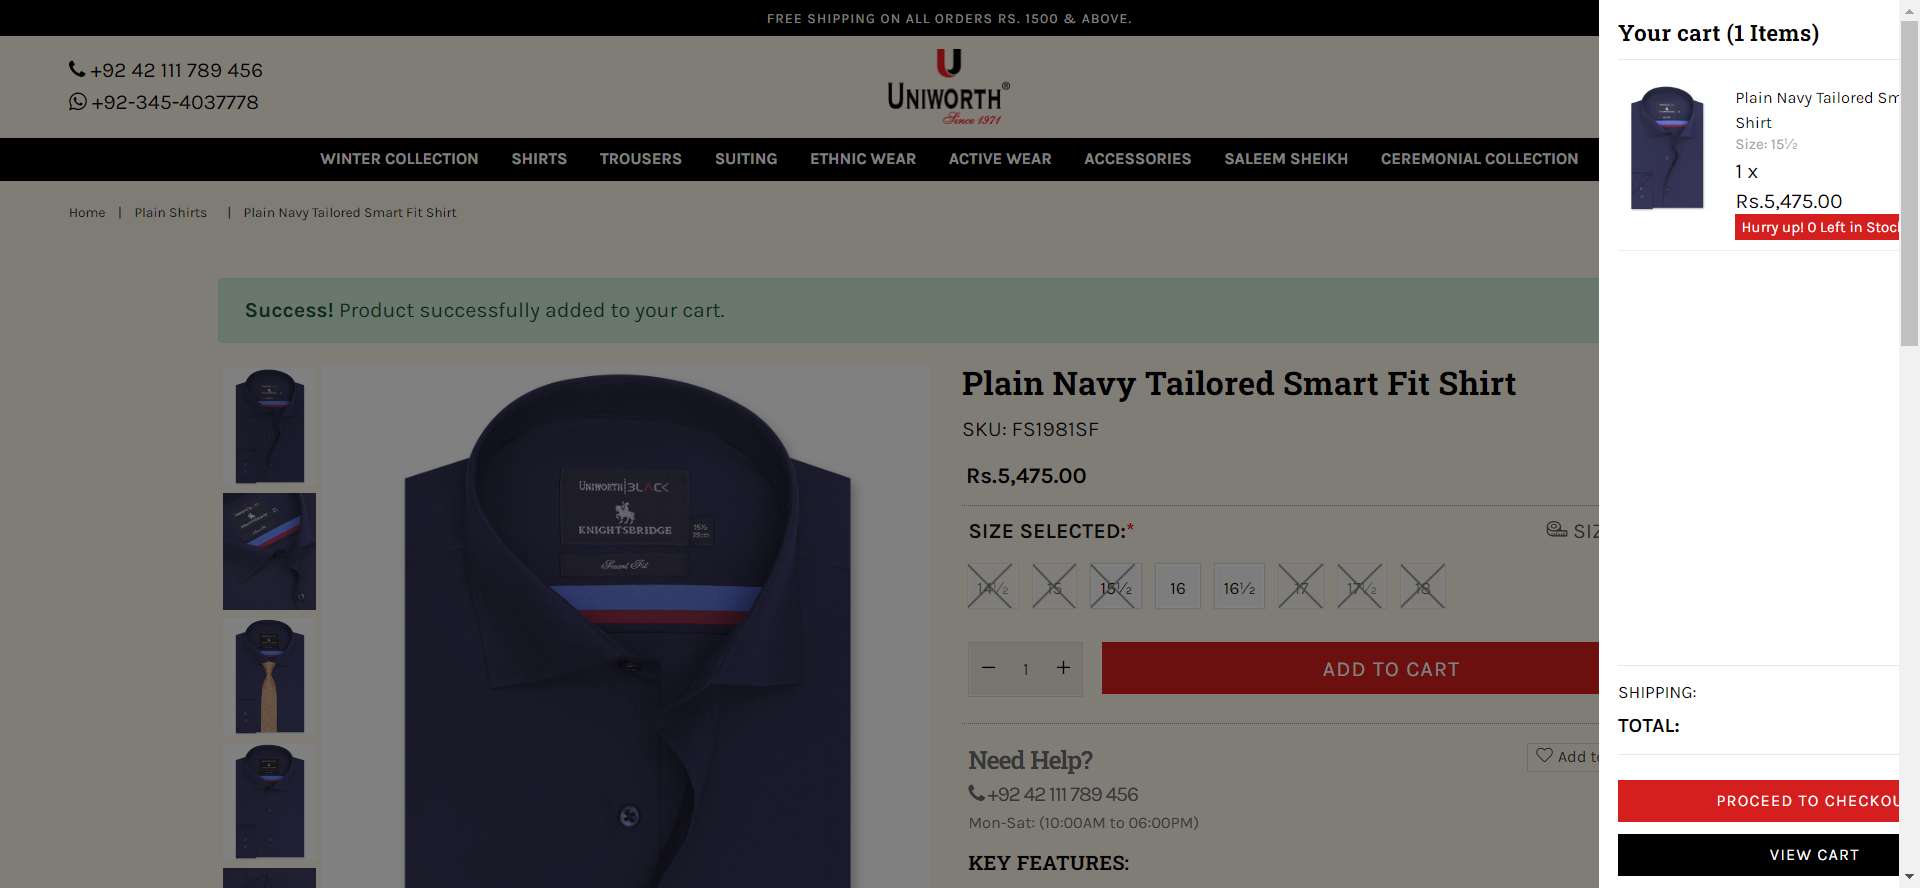 FREE SHIPPING ON ALL ORDERS RS. 1500 & ABOVE.
+92 42 111 789 456
+92-345-4037778
U
UNIWORTH®
Since 1971
WINTER COLLECTION SHIRTS TROUSERS SUITING ETHNIC WEAR ACTIVE WEAR ACCESSORIES SALEEM SHEIKH CEREMONIAL COLLECTION
Home | Plain Shirts | Plain Navy Tailored Smart Fit Shirt
Success! Product successfully added to your cart.
UNIWORTH|BLACK
KNIGHTSBRIDGE
15½
39cm
Smart Fit
Plain Navy Tailored Smart Fit Shirt
SKU: FS1981SF
Rs.5,475.00
SIZE SELECTED:*
SIZ
14½ 15 15½ 16 16½ 17 17½ 18
− 1 +
ADD TO CART
Need Help?
Add to
+92 42 111 789 456
Mon-Sat: (10:00AM to 06:00PM)
KEY FEATURES:
Your cart (1 Items)
Plain Navy Tailored Sm
Shirt
Size: 15½
1 x
Rs.5,475.00
Hurry up! 0 Left in Stock
SHIPPING:
TOTAL:
PROCEED TO CHECKOU
VIEW CART